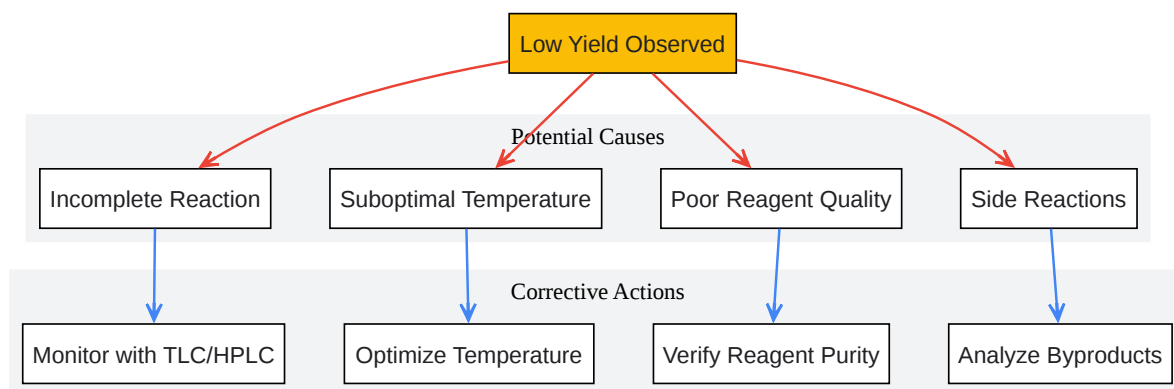 Low Yield Observed
Potential Causes
Incomplete Reaction
Suboptimal Temperature
Poor Reagent Quality
Side Reactions
Corrective Actions
Monitor with TLC/HPLC
Optimize Temperature
Verify Reagent Purity
Analyze Byproducts